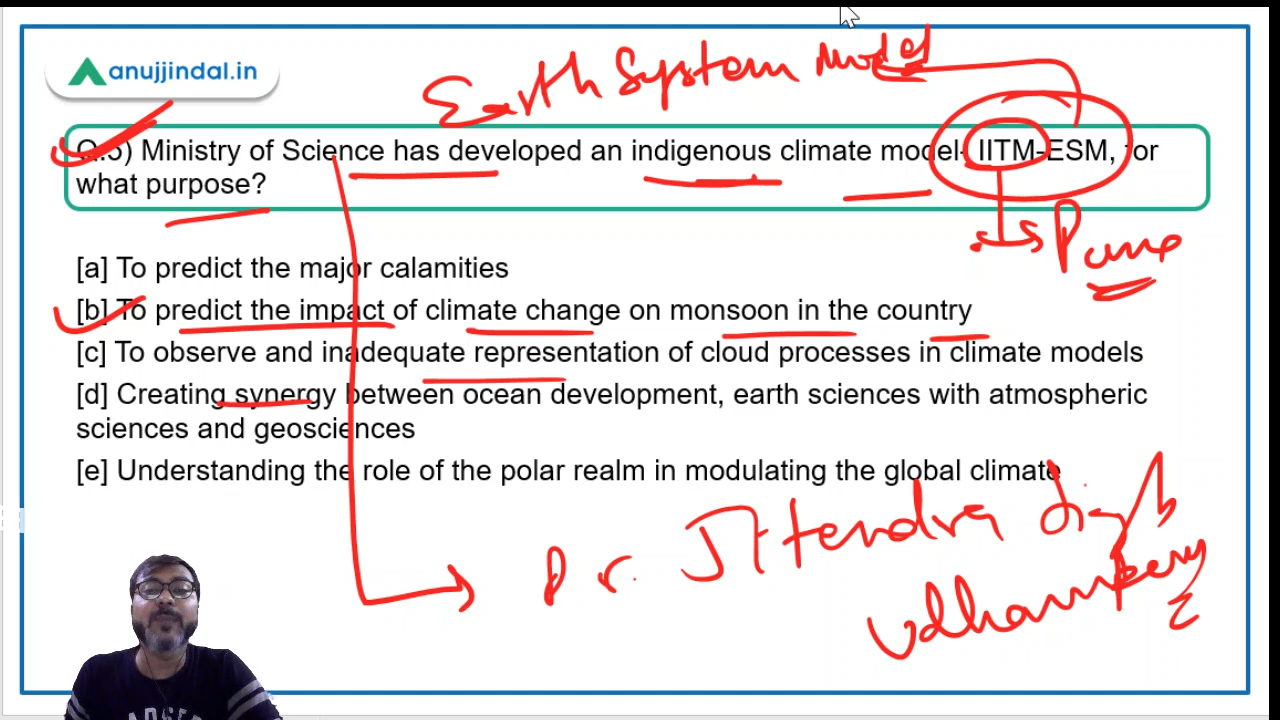 anujjindal.in
Earth System Model
Q.5) Ministry of Science has developed an indigenous climate model- IITM-ESM, for
what purpose?
Pune
[a] To predict the major calamities
[b] To predict the impact of climate change on monsoon in the country
[c] To observe and inadequate representation of cloud processes in climate models
[d] Creating synergy between ocean development, earth sciences with atmospheric
sciences and geosciences
[e] Understanding the role of the polar realm in modulating the global climate
Dr. Jitendra Singh